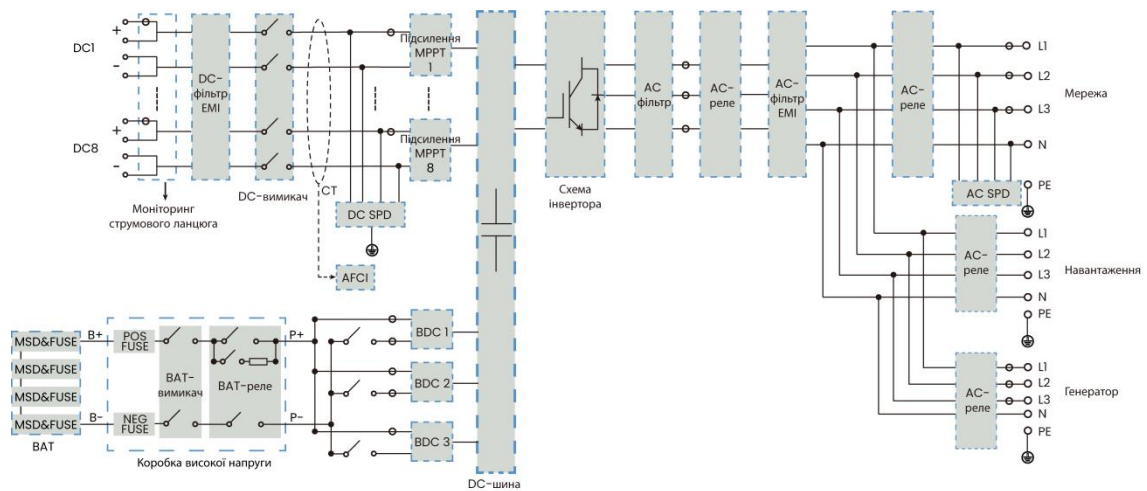 DC1
+
−
DC8
+
−
Моніторинг
струмового ланцюга
DC-
фільтр
EMI
DC-вимикач
CT
AFCI
DC SPD
Підсилення
MPPT
1
Підсилення
MPPT
8
DC-шина
Схема
інвертора
AC
фільтр
AC-
реле
AC-
фільтр
EMI
AC-
реле
L1
L2
L3
N
PE
Мережа
AC SPD
AC-
реле
L1
L2
L3
N
PE
Навантаження
AC-
реле
L1
L2
L3
N
PE
Генератор
MSD&FUSE
MSD&FUSE
MSD&FUSE
MSD&FUSE
BAT
B+
B−
POS
FUSE
NEG
FUSE
BAT-
вимикач
BAT-реле
Коробка високої напруги
P+
P−
BDC 1
BDC 2
BDC 3